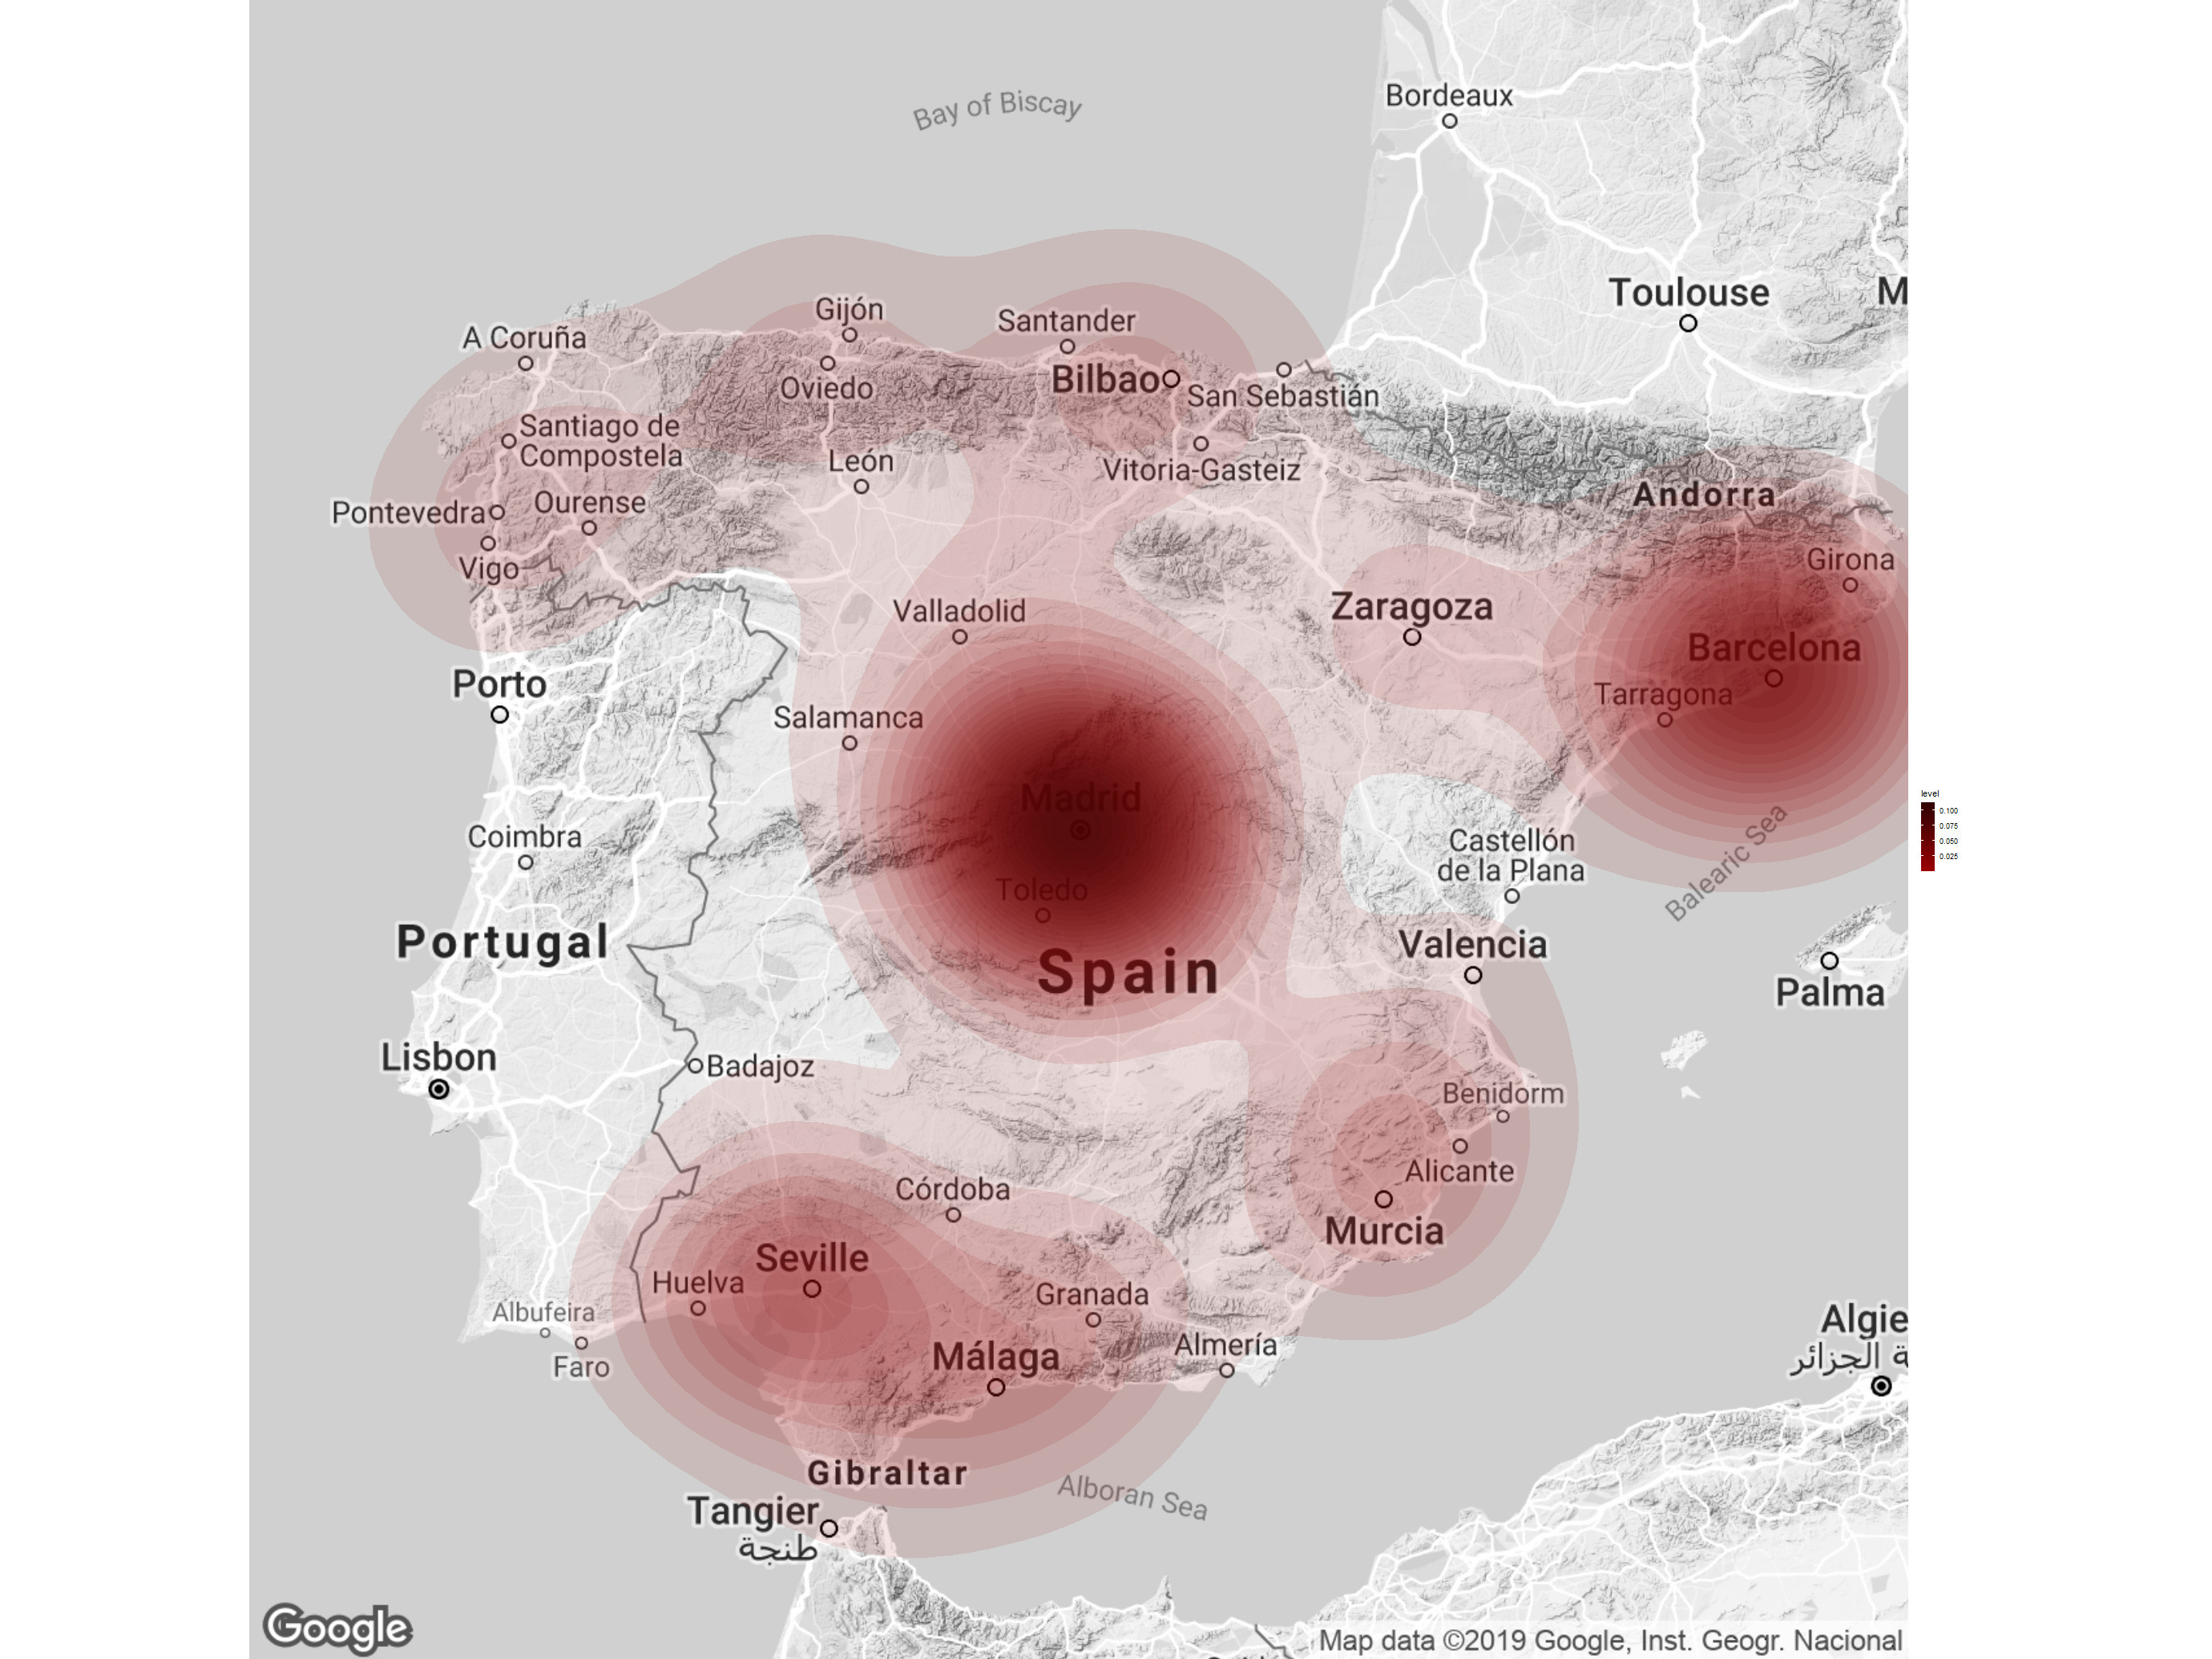 Bay of Biscay
Bordeaux
Toulouse
M
Gijón
Santander
A Coruña
Bilbao
Oviedo
San Sebastián
Santiago de
Compostela
León
Vitoria-Gasteiz
Andorra
Pontevedra
Ourense
Vigo
Girona
Valladolid
Zaragoza
Barcelona
Porto
Tarragona
Salamanca
Madrid
level
0.100
0.075
0.050
0.025
Coimbra
Castellón
de la Plana
Balearic Sea
Toledo
Portugal
Spain
Valencia
Palma
Lisbon
Badajoz
Benidorm
Alicante
Córdoba
Murcia
Seville
Huelva
Granada
Albufeira
Faro
Málaga
Almería
Algie
ة الجزائر
Gibraltar
Alboran Sea
Tangier
طنجة
Google
Map data ©2019 Google, Inst. Geogr. Nacional